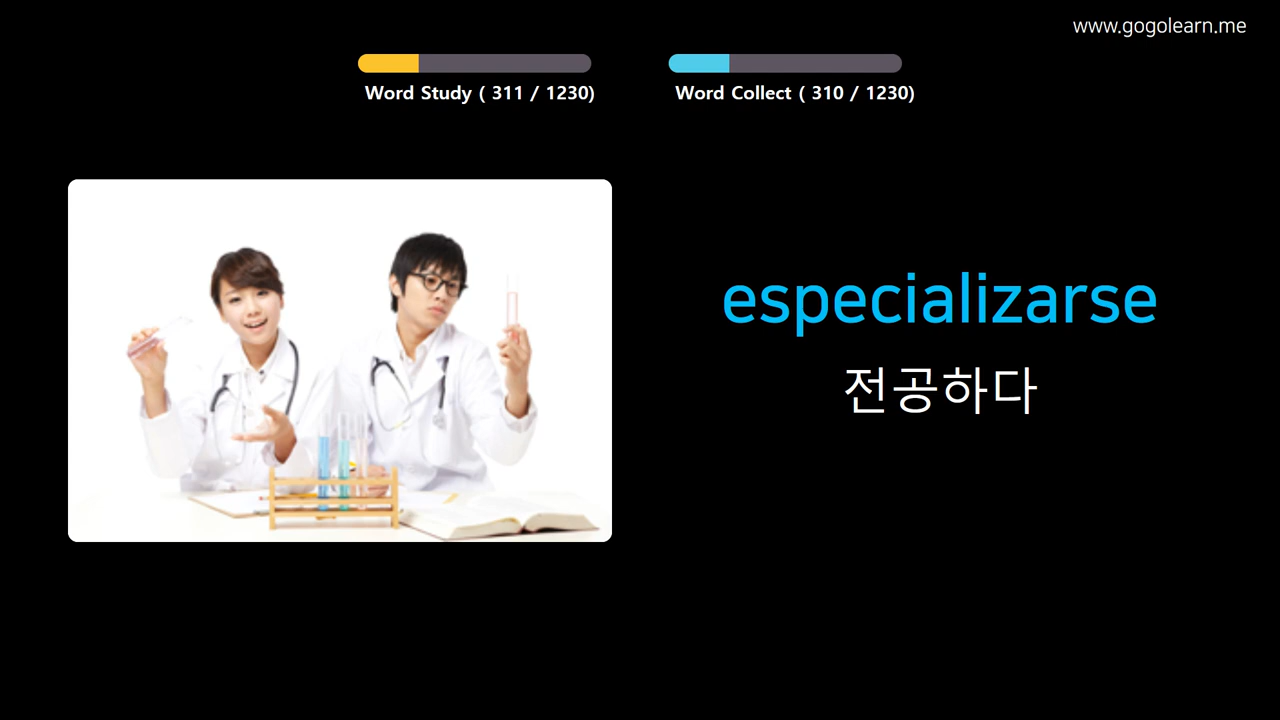 www.gogolearn.me
Word Study ( 311 / 1230)
Word Collect ( 310 / 1230)
especializarse
전공하다